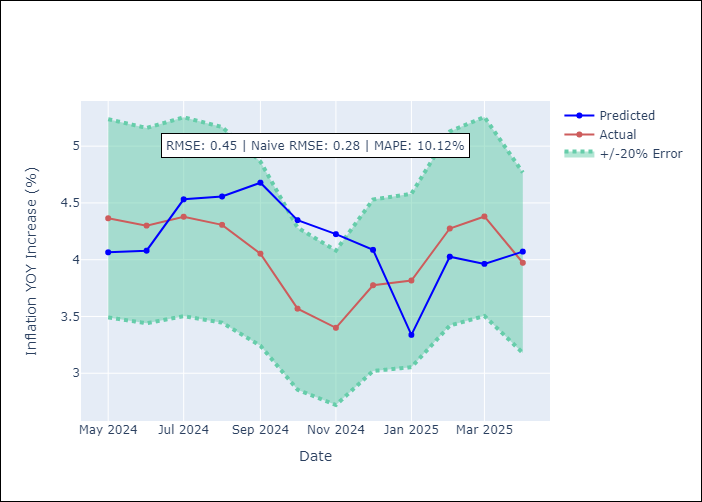 Predicted
Actual
+/-20% Error
RMSE: 0.45 | Naive RMSE: 0.28 | MAPE: 10.12%
5
4.5
4
3.5
3
Inflation YOY Increase (%)
May 2024 Jul 2024 Sep 2024 Nov 2024 Jan 2025 Mar 2025
Date